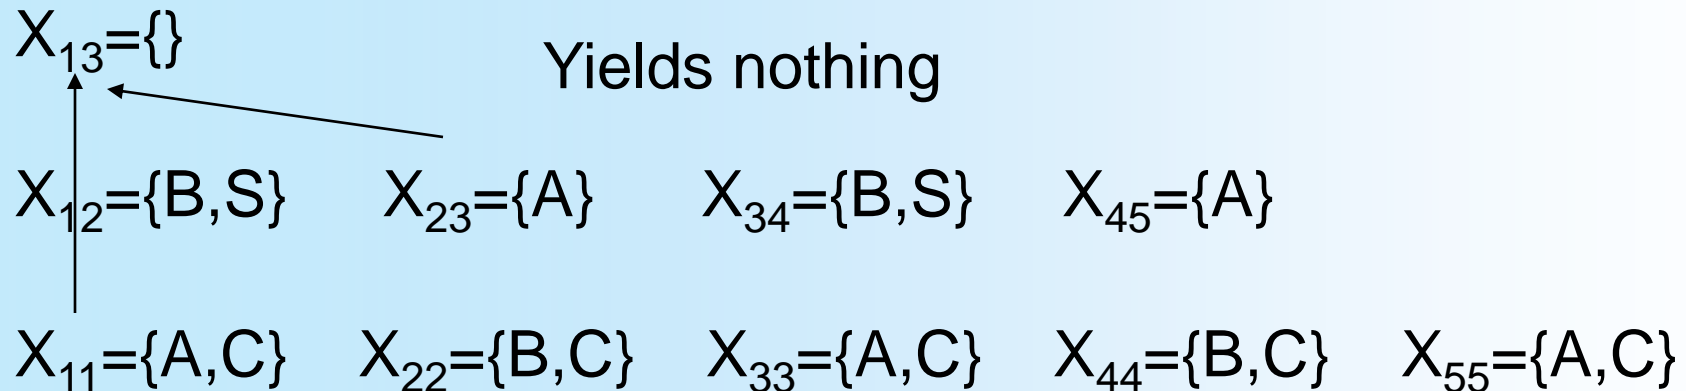 X₁₃={}
Yields nothing
X₁₂={B,S} X₂₃={A} X₃₄={B,S} X₄₅={A}
X₁₁={A,C} X₂₂={B,C} X₃₃={A,C} X₄₄={B,C} X₅₅={A,C}